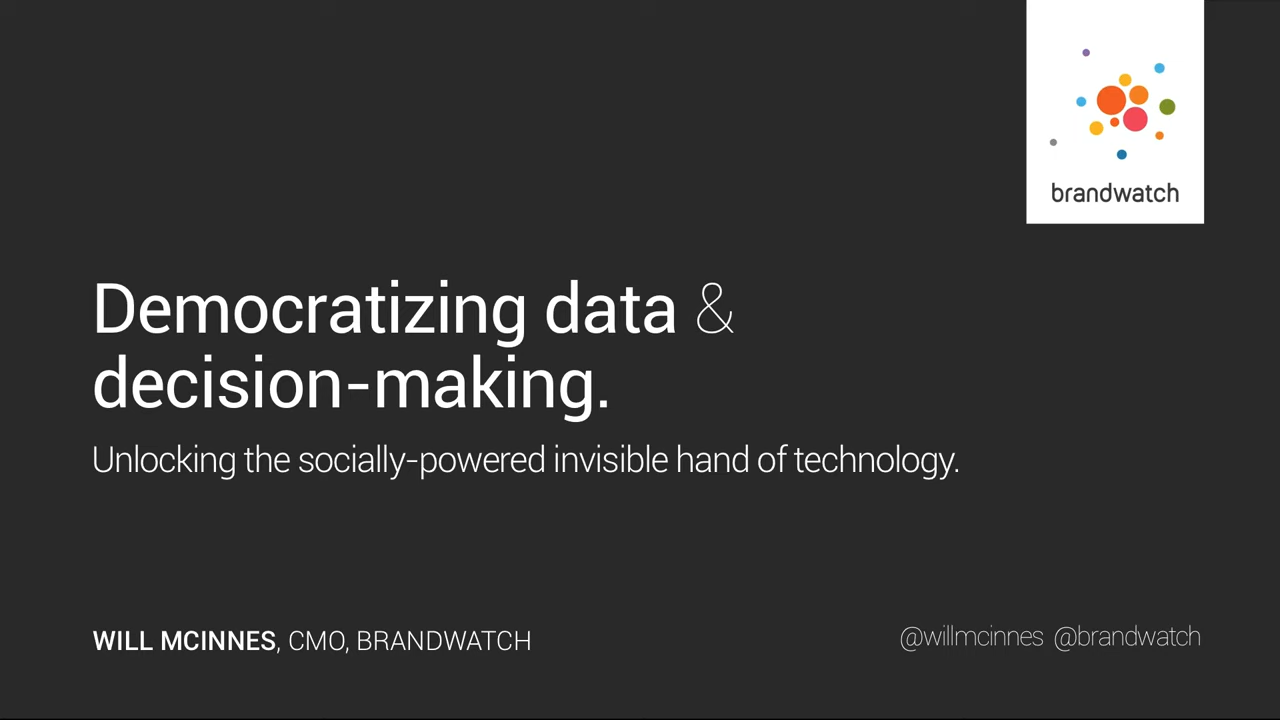 brandwatch
Democratizing data &
decision-making.
Unlocking the socially-powered invisible hand of technology.
WILL MCINNES, CMO, BRANDWATCH
@willmcinnes @brandwatch